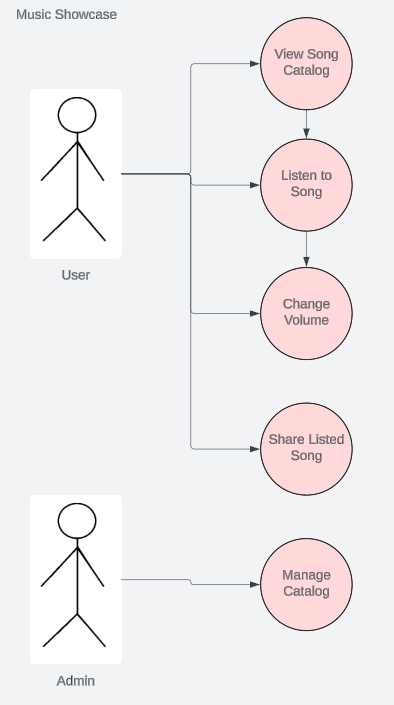 Music Showcase
View Song
Catalog
Listen to
Song
User
Change
Volume
Share Listed
Song
Manage
Catalog
Admin